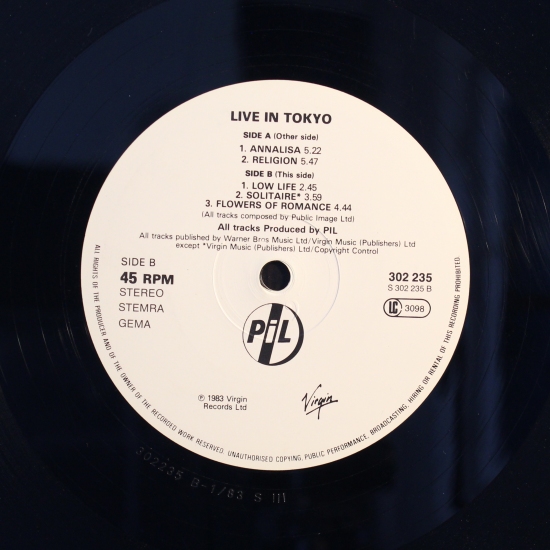 LIVE IN TOKYO
SIDE A (Other side)
1. ANNALISA 5.22
2. RELIGION 5.47
SIDE B (This side)
1. LOW LIFE 2.45
2. SOLITAIRE* 3.59
3. FLOWERS OF ROMANCE 4.44
(All tracks composed by Public Image Ltd)
All tracks Produced by PIL
All tracks published by Warner Bros Music Ltd/Virgin Music (Publishers) Ltd
except *Virgin Music (Publishers) Ltd/Copyright Control
SIDE B
45 RPM
STEREO
STEMRA
GEMA
302 235
S 302 235 B
LC 3098
PiL
℗ 1983 Virgin
Records Ltd
Virgin
ALL RIGHTS OF THE PRODUCER AND OF THE OWNER OF THE RECORDED WORK RESERVED. UNAUTHORISED COPYING, PUBLIC PERFORMANCE, BROADCASTING, HIRING OR RENTAL OF THIS RECORDING PROHIBITED.
302235 B-1/83 S III